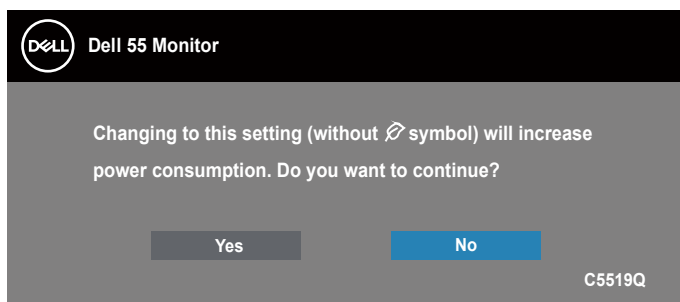 DELL Dell 55 Monitor
Changing to this setting (without symbol) will increase
power consumption. Do you want to continue?
Yes No
C5519Q